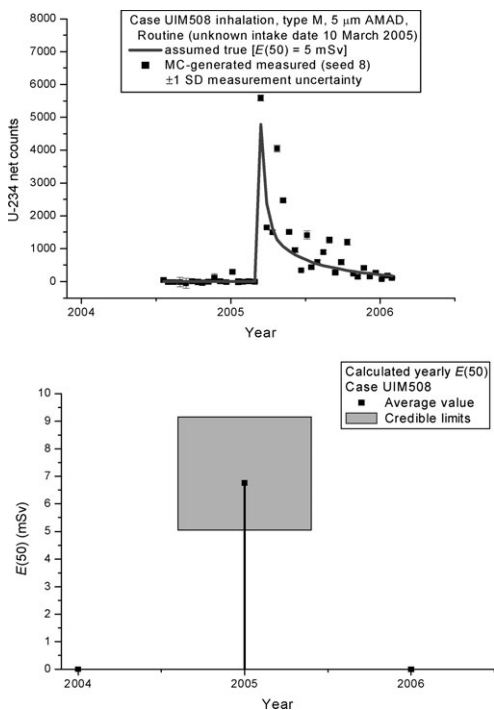 Case UIM508 inhalation, type M, 5 μm AMAD,
Routine (unknown intake date 10 March 2005)
assumed true [E(50) = 5 mSv]
MC-generated measured (seed 8)
±1 SD measurement uncertainty
8000
7000
6000
5000
4000
3000
2000
1000
0
U-234 net counts
2004
2005
2006
Year
Calculated yearly E(50)
Case UIM508
Average value
Credible limits
10
9
8
7
6
5
4
3
2
1
0
E(50) (mSv)
2004
2005
2006
Year